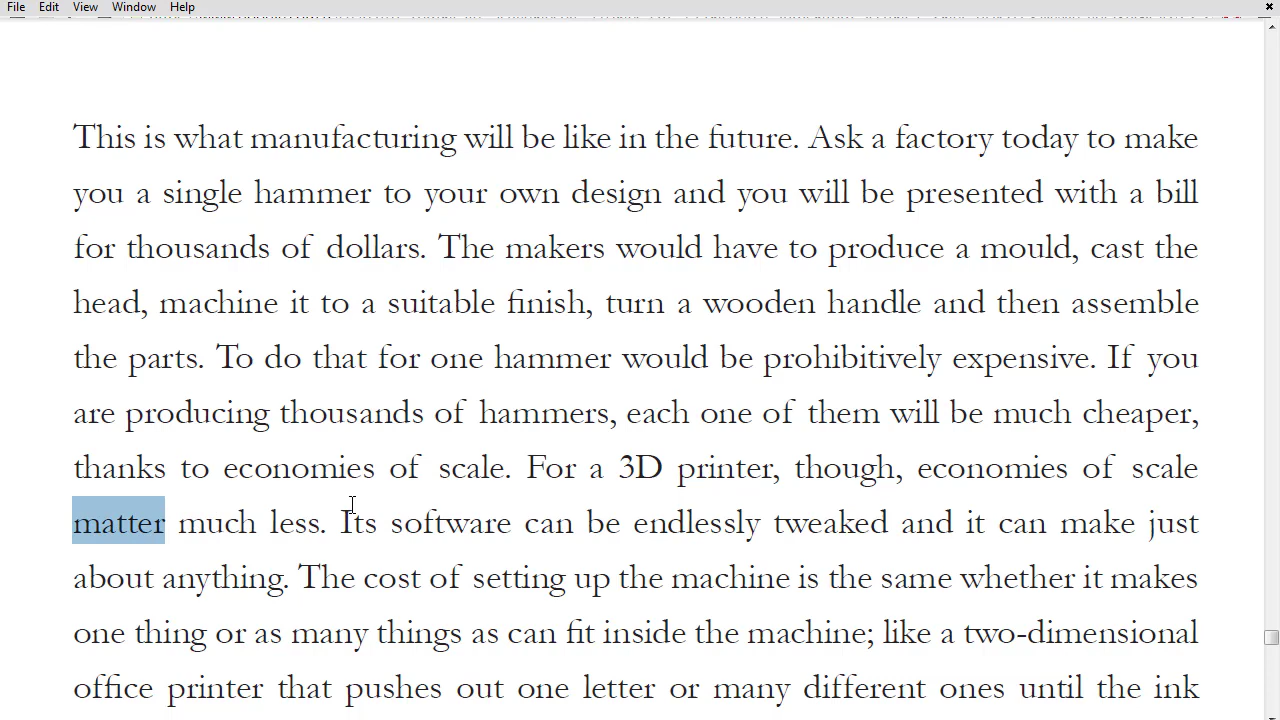 File Edit View Window Help
This is what manufacturing will be like in the future. Ask a factory today to make
you a single hammer to your own design and you will be presented with a bill
for thousands of dollars. The makers would have to produce a mould, cast the
head, machine it to a suitable finish, turn a wooden handle and then assemble
the parts. To do that for one hammer would be prohibitively expensive. If you
are producing thousands of hammers, each one of them will be much cheaper,
thanks to economies of scale. For a 3D printer, though, economies of scale
matter much less. Its software can be endlessly tweaked and it can make just
about anything. The cost of setting up the machine is the same whether it makes
one thing or as many things as can fit inside the machine; like a two-dimensional
office printer that pushes out one letter or many different ones until the ink